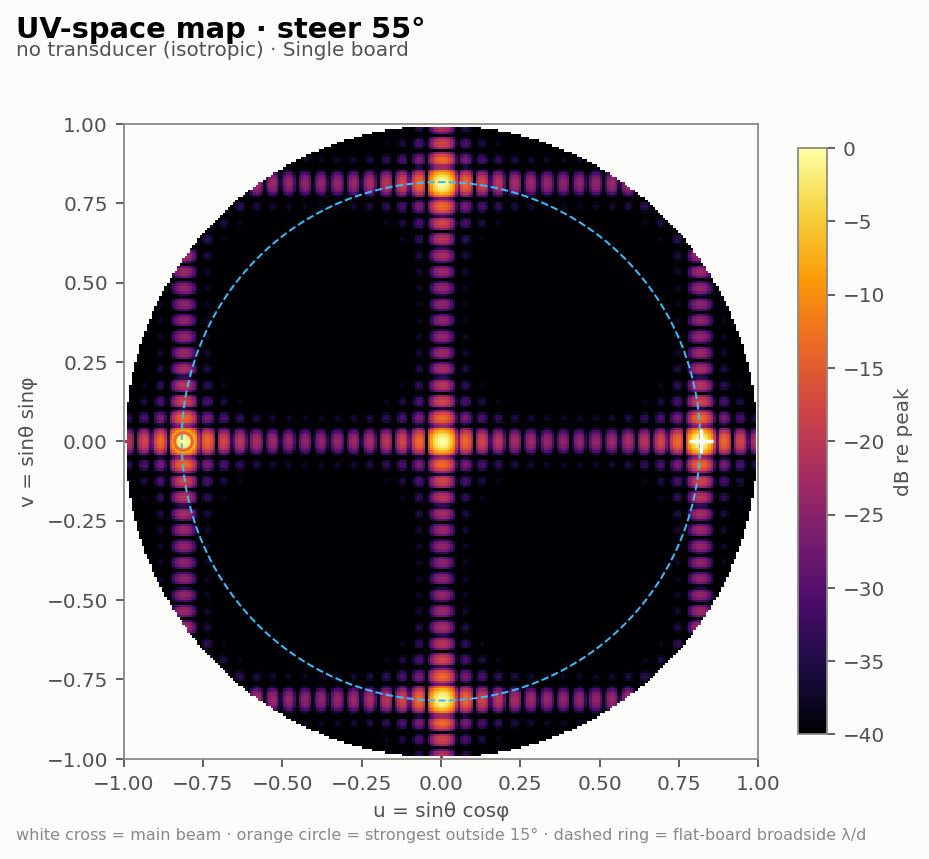 UV-space map · steer 55°
no transducer (isotropic) · Single board
1.00
0.75
0.50
0.25
0.00
−0.25
−0.50
−0.75
−1.00
v = sinθ sinφ
−1.00 −0.75 −0.50 −0.25 0.00 0.25 0.50 0.75 1.00
u = sinθ cosφ
0
−5
−10
−15
−20
−25
−30
−35
−40
dB re peak
white cross = main beam · orange circle = strongest outside 15° · dashed ring = flat-board broadside λ/d